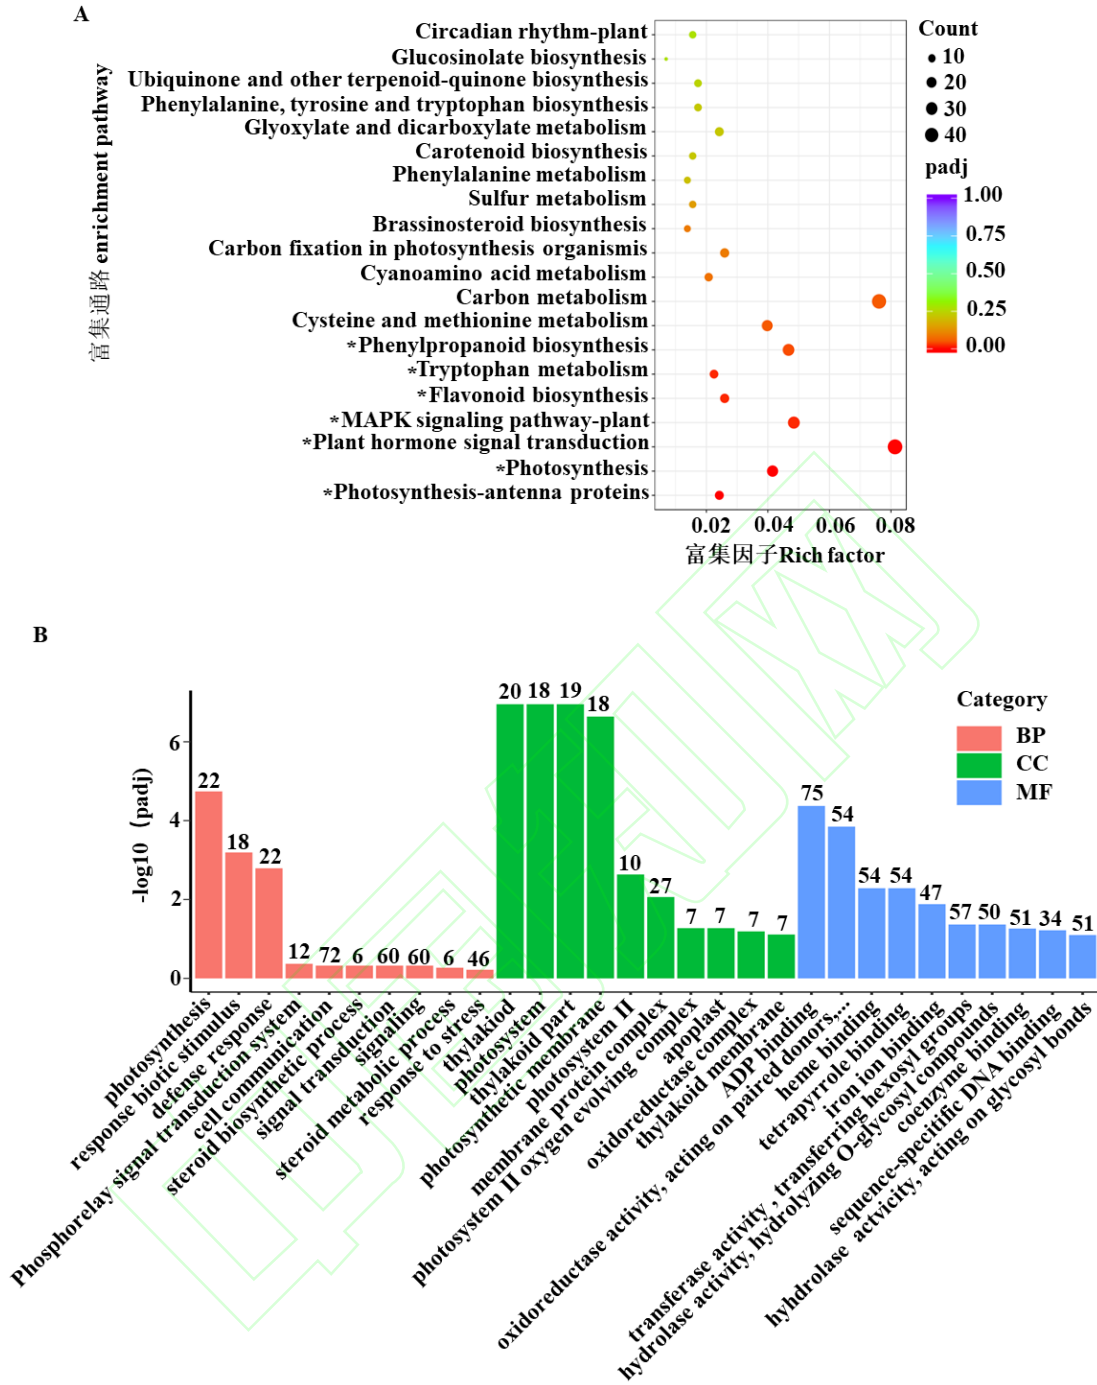 A
Circadian rhythm-plant
Glucosinolate biosynthesis
Ubiquinone and other terpenoid-quinone biosynthesis
Phenylalanine, tyrosine and tryptophan biosynthesis
Glyoxylate and dicarboxylate metabolism
Carotenoid biosynthesis
Phenylalanine metabolism
Sulfur metabolism
Brassinosteroid biosynthesis
Carbon fixation in photosynthesis organismis
Cyanoamino acid metabolism
Carbon metabolism
Cysteine and methionine metabolism
*Phenylpropanoid biosynthesis
*Tryptophan metabolism
*Flavonoid biosynthesis
*MAPK signaling pathway-plant
*Plant hormone signal transduction
*Photosynthesis
*Photosynthesis-antenna proteins
富集通路 enrichment pathway
0.02 0.04 0.06 0.08
富集因子Rich factor
Count
10
20
30
40
padj
1.00
0.75
0.50
0.25
0.00
B
-log10（padj)
6
4
2
0
22 18 22 12 72 6 60 60 6 46 20 18 19 18 10 27 7 7 7 7 75 54 54 54 47 57 50 51 34 51
Category
BP
CC
MF
photosynthesis
response biotic stimulus
defense response
Phosphorelay signal transduction system
cell communication
steroid biosynthetic process
signal transduction
signaling
steroid metabolic process
response to stress
thylakiod
photosystem
thylakoid part
photosynthetic membrane
photosystem II
membrane protein complex
photosystem II oxygen evolving complex
apoplast
oxidoreductase complex
thylakoid membrane
ADP binding
oxidoreductase activity, acting on paired donors,...
heme binding
tetrapyrrole binding
iron ion binding
transferase activity , transferring hexosyl groups
hydrolase activity, hydrolyzing O-glycosyl compounds
coenzyme binding
sequence-specific DNA binding
hyhdrolase actvicity, acting on glycosyl bonds